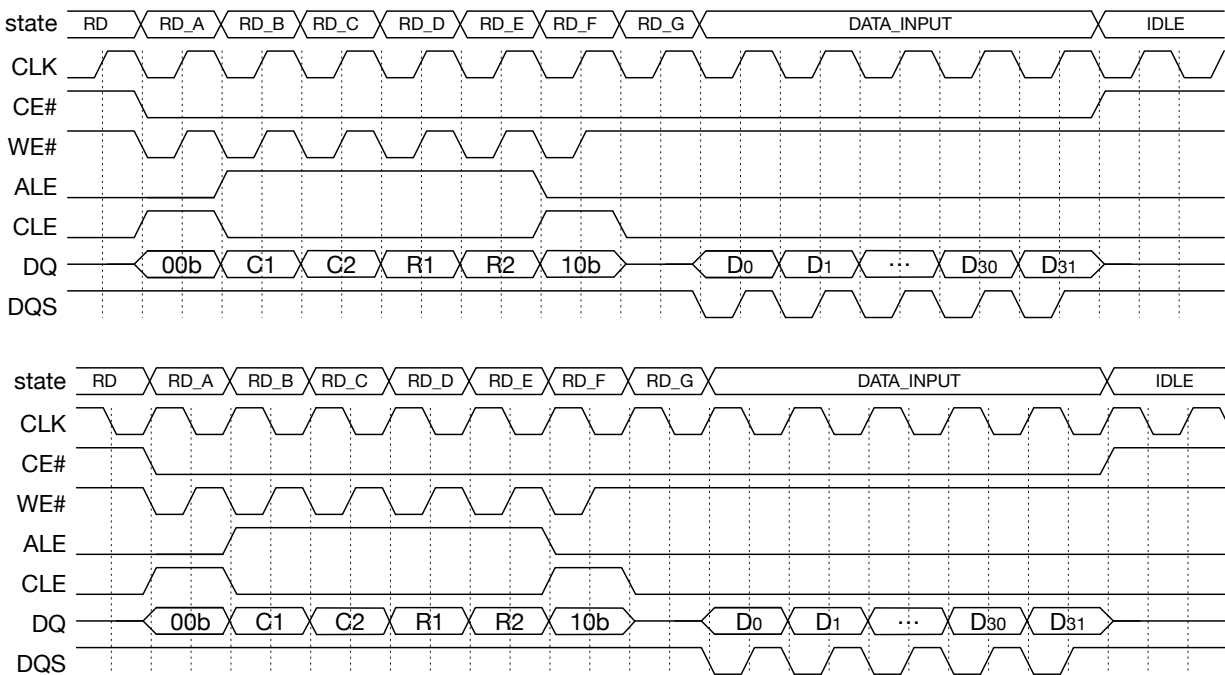 state RD RD_A RD_B RD_C RD_D RD_E RD_F RD_G DATA_INPUT IDLE
CLK
CE#
WE#
ALE
CLE
DQ 00b C1 C2 R1 R2 10b D0 D1 ... D30 D31
DQS
state RD RD_A RD_B RD_C RD_D RD_E RD_F RD_G DATA_INPUT IDLE
CLK
CE#
WE#
ALE
CLE
DQ 00b C1 C2 R1 R2 10b D0 D1 ... D30 D31
DQS